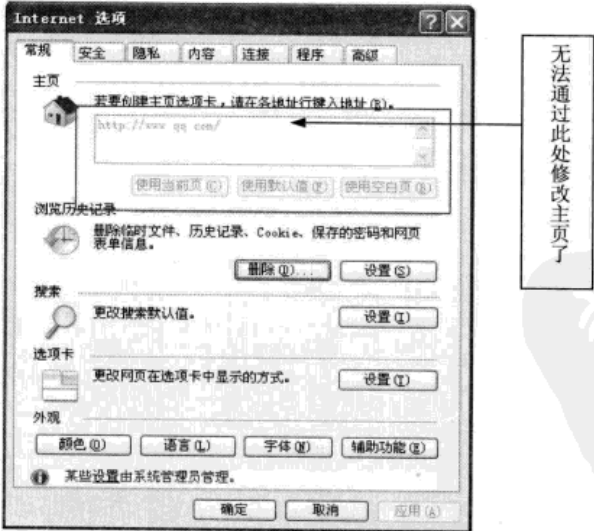 Internet 选项
常规 安全 隐私 内容 连接 程序 高级
主页
若要创建主页选项卡，请在各地址行键入地址(R)。
http://www.qq.com/
使用当前页(C) 使用默认值(F) 使用空白页(B)
浏览历史记录
删除临时文件、历史记录、Cookie、保存的密码和网页
表单信息。
删除(D)... 设置(S)
搜索
更改搜索默认值。
设置(I)
选项卡
更改网页在选项卡中显示的方式。
设置(T)
外观
颜色(O) 语言(L) 字体(N) 辅助功能(E)
某些设置由系统管理员管理。
确定 取消 应用(A)
无法通过此处修改主页了